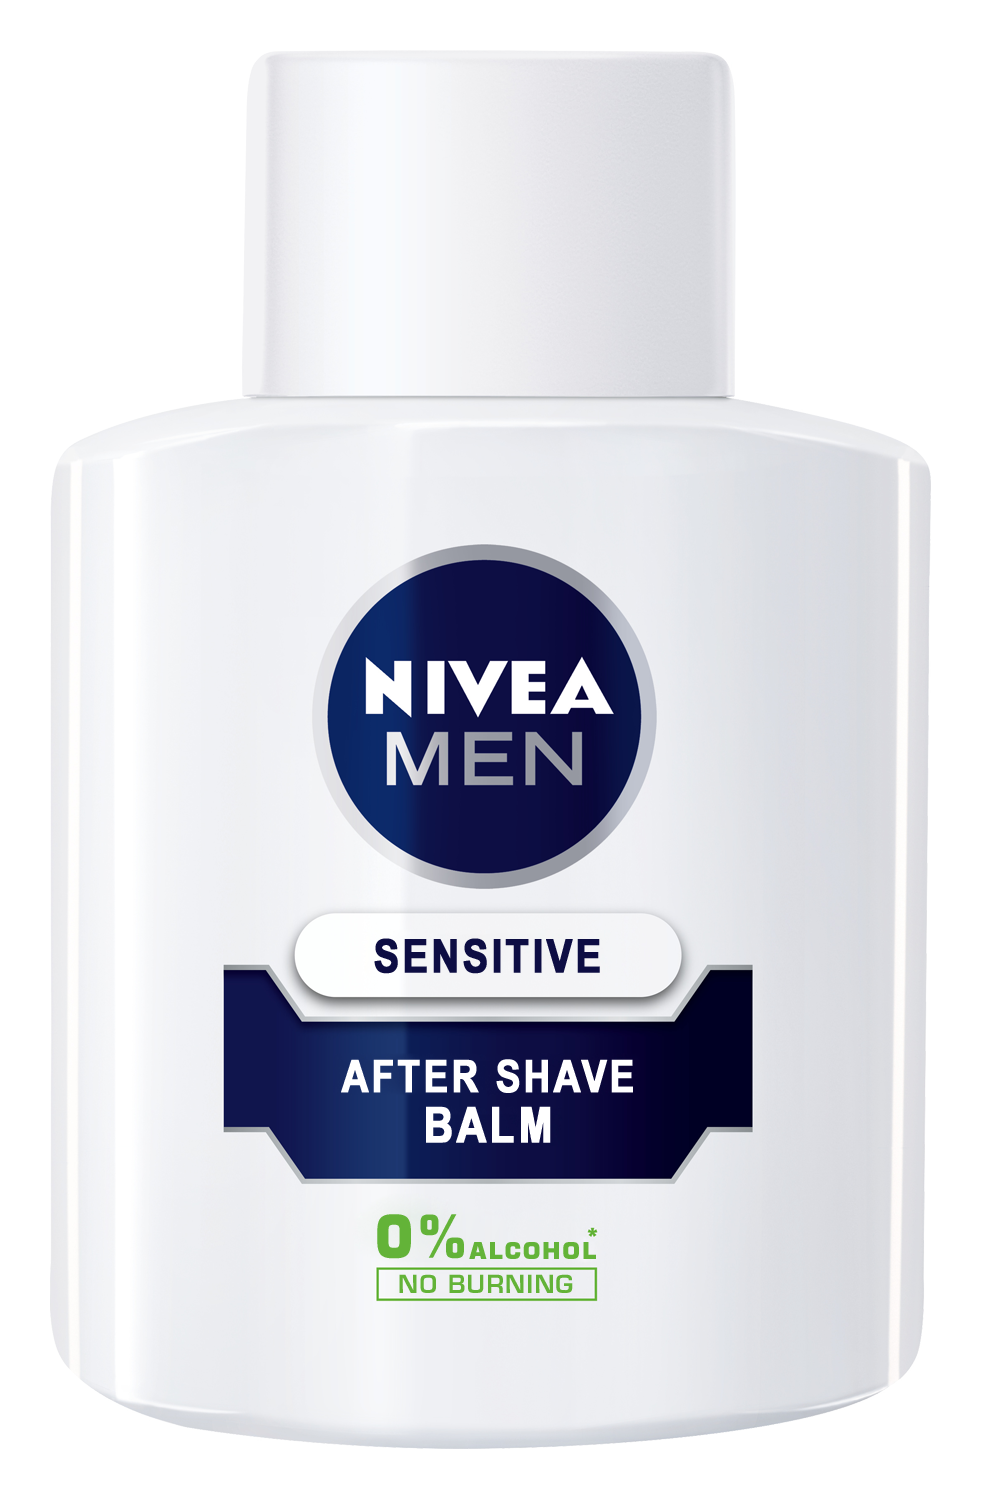 NIVEA
MEN
SENSITIVE
AFTER SHAVE
BALM
0% ALCOHOL*
NO BURNING